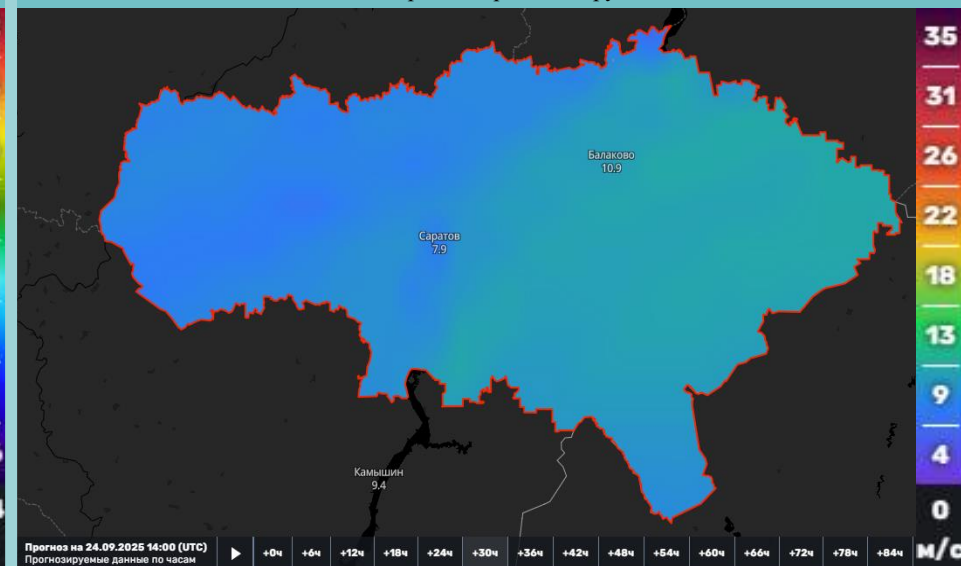 35
31
26
22
18
13
9
4
0
м/с
Балаково
10.9
Саратов
7.9
Камышин
9.4
Прогноз на 24.09.2025 14:00 (UTC)
Прогнозируемые данные по часам
+0ч +6ч +12ч +18ч +24ч +30ч +36ч +42ч +48ч +54ч +60ч +66ч +72ч +78ч +84ч